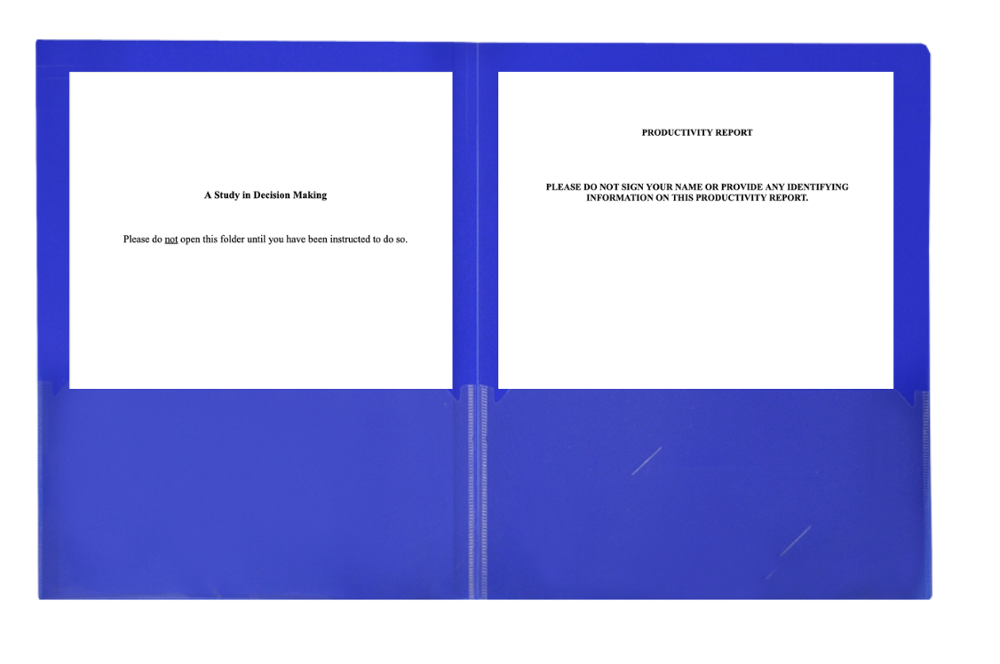 A Study in Decision Making
Please do not open this folder until you have been instructed to do so.
PRODUCTIVITY REPORT
PLEASE DO NOT SIGN YOUR NAME OR PROVIDE ANY IDENTIFYING
INFORMATION ON THIS PRODUCTIVITY REPORT.